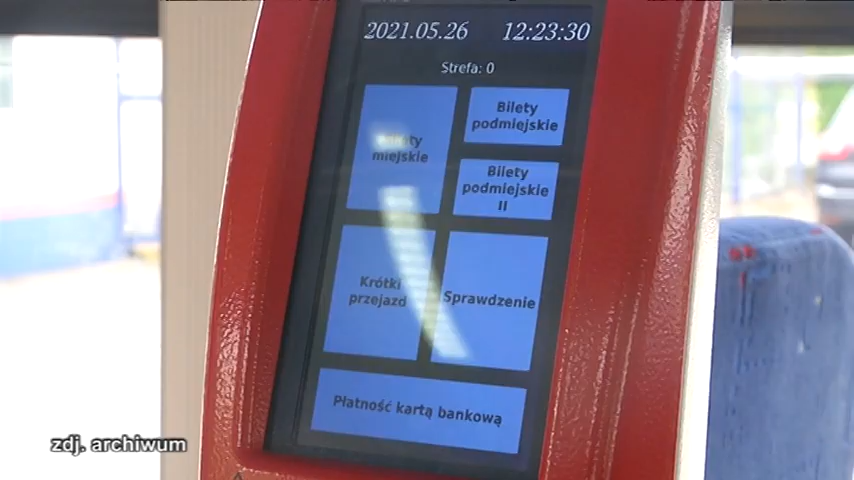 2021.05.26 12:23:30
Strefa: 0
miejskie
Bilety
podmiejskie
Bilety
podmiejskie
II
Krótki
przejazd
Sprawdzenie
Płatność kartą bankową
zdj. archiwum